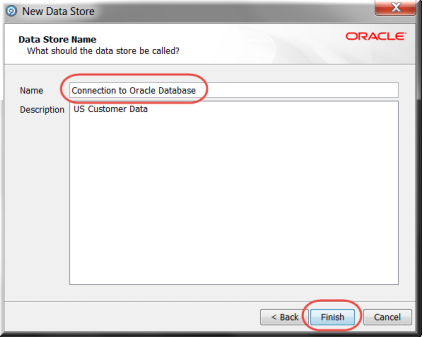 New Data Store
Data Store Name
What should the data store be called?
ORACLE
Name
Connection to Oracle Database
Description
US Customer Data
< Back
Finish
Cancel